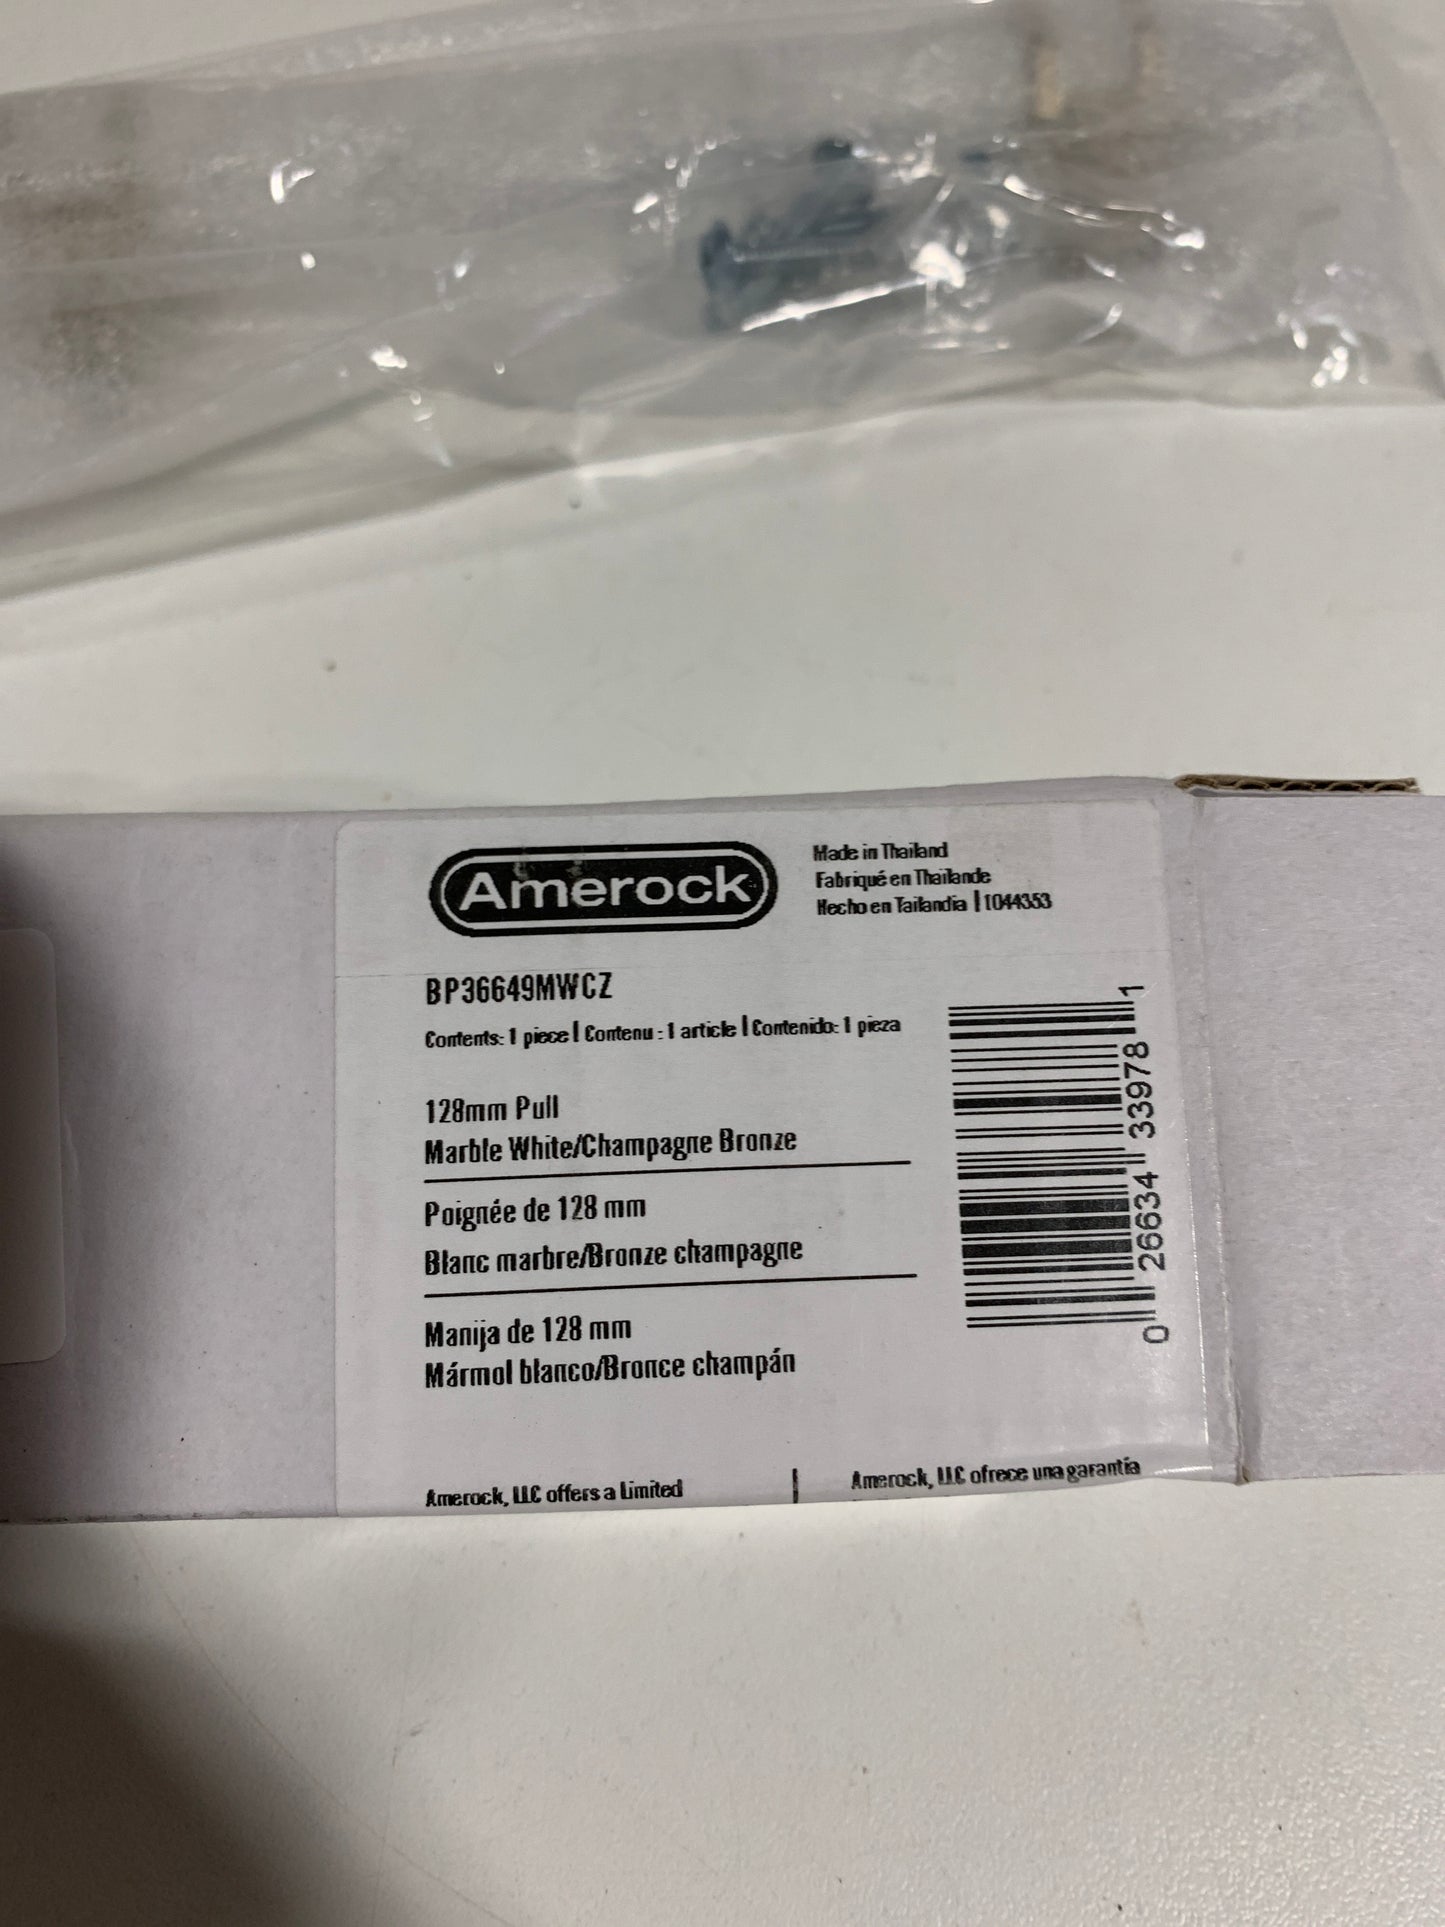 Amerock
Made in Thailand
Fabriqué en Thaïlande
Hecho en Tailandia | T044353
BP36649MWCZ
Contents: 1 piece | Contenu : 1 article | Contenido: 1 pieza
128mm Pull
Marble White/Champagne Bronze
Poignée de 128 mm
Blanc marbre/Bronze champagne
Manija de 128 mm
Mármol blanco/Bronce champán
0 26634 33978 1
Amerock, LLC offers a Limited
Amerock, LLC ofrece una garantía